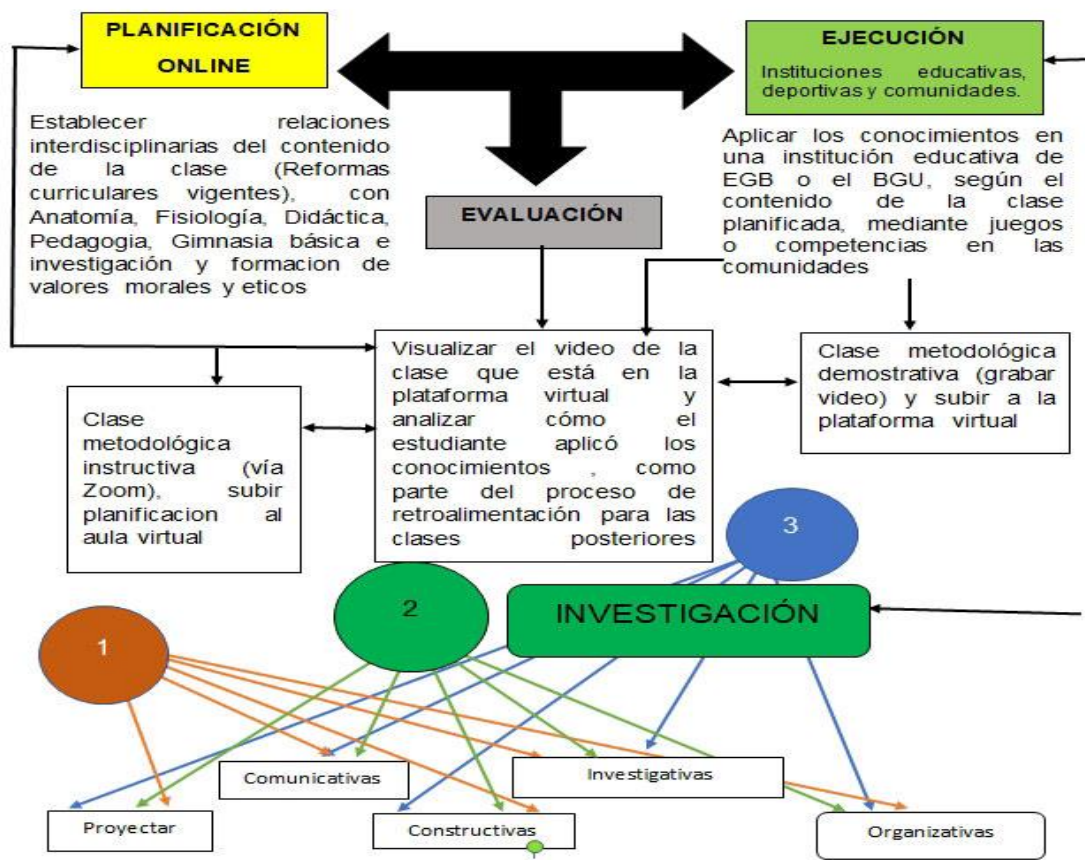 PLANIFICACIÓN
ONLINE
EJECUCIÓN
Instituciones educativas,
deportivas y comunidades.
Establecer relaciones
interdisciplinarias del contenido
de la clase (Reformas
curriculares vigentes), con
Anatomía, Fisiología, Didáctica,
Pedagogia, Gimnasia básica e
investigación y formacion de
valores morales y eticos
Aplicar los conocimientos en
una institución educativa de
EGB o el BGU, según el
contenido de la clase
planificada, mediante juegos
o competencias en las
comunidades
EVALUACIÓN
Clase
metodológica
instructiva (vía
Zoom), subir
planificacion al
aula virtual
Visualizar el video de la
clase que está en la
plataforma virtual y
analizar cómo el
estudiante aplicó los
conocimientos , como
parte del proceso de
retroalimentación para las
clases posteriores
Clase metodológica
demostrativa (grabar
video) y subir a la
plataforma virtual
1
2
3
INVESTIGACIÓN
Comunicativas
Investigativas
Proyectar
Constructivas
Organizativas